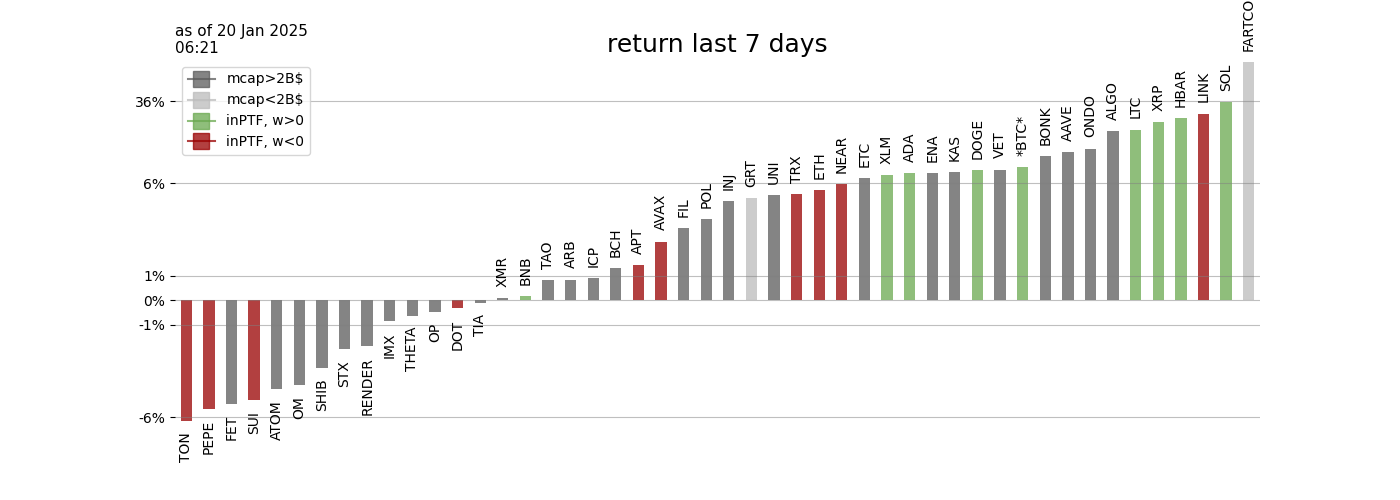 as of 20 Jan 2025
06:21
return last 7 days
mcap>2B$
mcap<2B$
inPTF, w>0
inPTF, w<0
36%
6%
1%
0%
-1%
-6%
TON
PEPE
FET
SUI
ATOM
OM
SHIB
STX
RENDER
IMX
THETA
OP
DOT
TIA
XMR
BNB
TAO
ARB
ICP
BCH
APT
AVAX
FIL
POL
INJ
GRT
UNI
TRX
ETH
NEAR
ETC
XLM
ADA
ENA
KAS
DOGE
VET
*BTC*
BONK
AAVE
ONDO
ALGO
LTC
XRP
HBAR
LINK
SOL
FARTCO